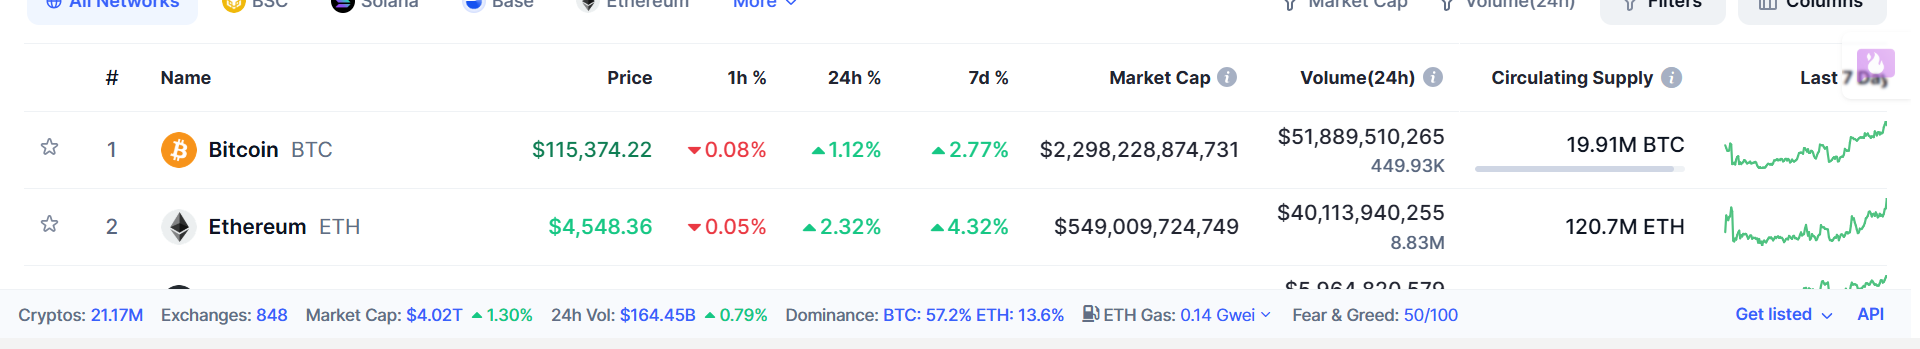 All Networks BSC Solana Base Ethereum More Market Cap Volume(24h) Filters Columns
# Name Price 1h % 24h % 7d % Market Cap Volume(24h) Circulating Supply Last 7 Days
1 Bitcoin BTC $115,374.22 0.08% 1.12% 2.77% $2,298,228,874,731 $51,889,510,265 19.91M BTC
449.93K
2 Ethereum ETH $4,548.36 0.05% 2.32% 4.32% $549,009,724,749 $40,113,940,255 120.7M ETH
8.83M
$5,964,820,579
Cryptos: 21.17M Exchanges: 848 Market Cap: $4.02T 1.30% 24h Vol: $164.45B 0.79% Dominance: BTC: 57.2% ETH: 13.6% ETH Gas: 0.14 Gwei Fear & Greed: 50/100 Get listed API